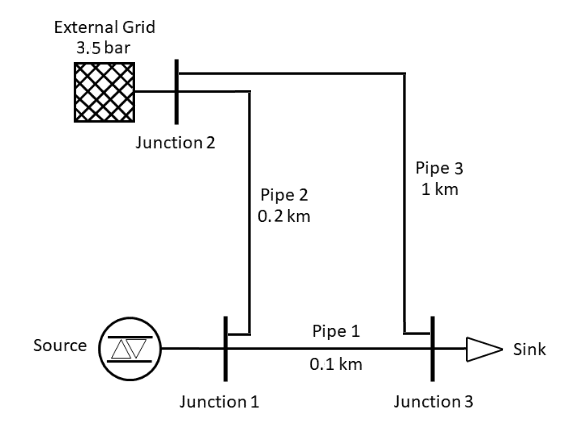 External Grid
3.5 bar
Junction 2
Pipe 3
1 km
Pipe 2
0.2 km
Pipe 1
Source
Sink
0.1 km
Junction 1
Junction 3